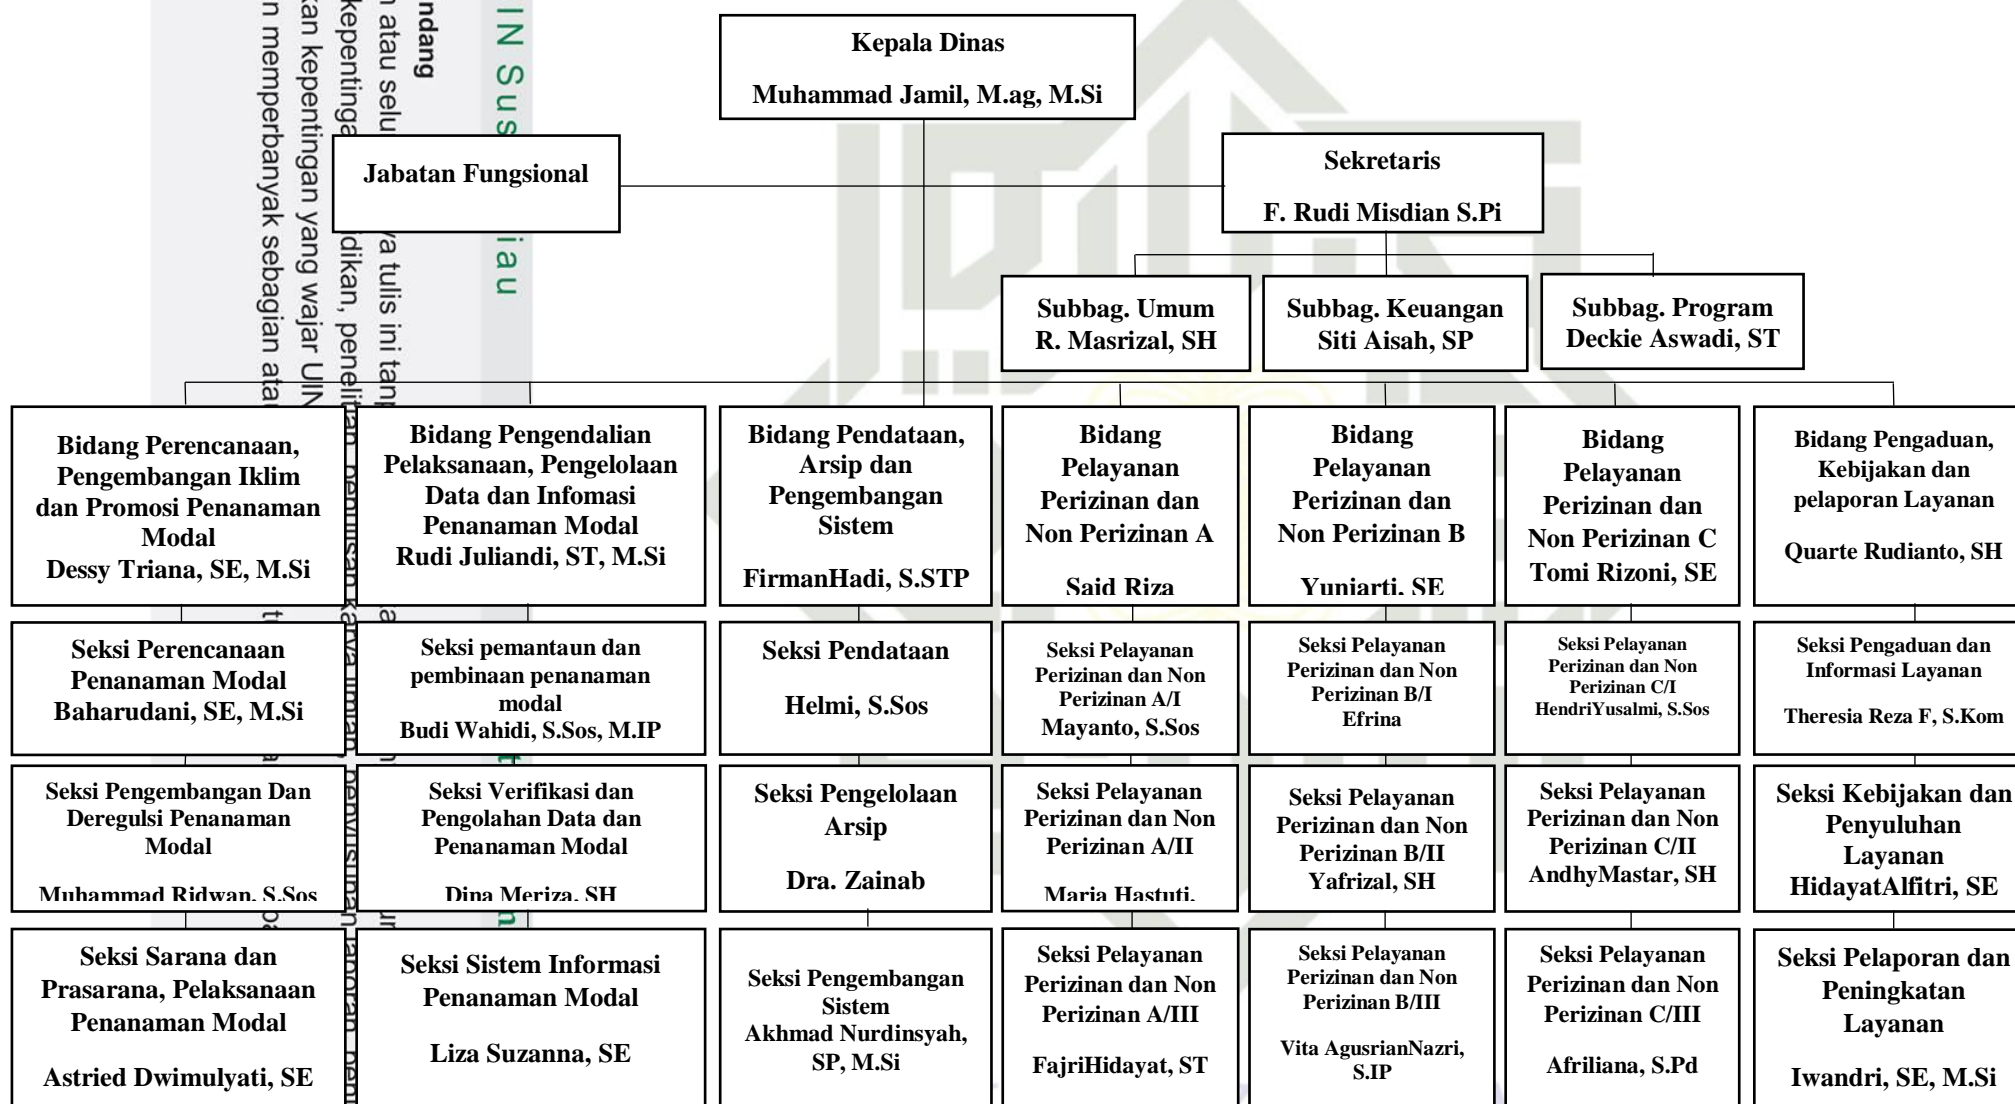 Kepala Dinas
Muhammad Jamil, M.ag, M.Si
Jabatan Fungsional
Sekretaris
F. Rudi Misdian S.Pi
Subbag. Umum
R. Masrizal, SH
Subbag. Keuangan
Siti Aisah, SP
Subbag. Program
Deckie Aswadi, ST
Bidang Perencanaan,
Pengembangan Iklim
dan Promosi Penanaman
Modal
Dessy Triana, SE, M.Si
Bidang Pengendalian
Pelaksanaan, Pengelolaan
Data dan Infomasi
Penanaman Modal
Rudi Juliandi, ST, M.Si
Bidang Pendataan,
Arsip dan
Pengembangan
Sistem
FirmanHadi, S.STP
Bidang
Pelayanan
Perizinan dan
Non Perizinan A
Said Riza
Bidang
Pelayanan
Perizinan dan
Non Perizinan B
Yuniarti, SE
Bidang
Pelayanan
Perizinan dan
Non Perizinan C
Tomi Rizoni, SE
Bidang Pengaduan,
Kebijakan dan
pelaporan Layanan
Quarte Rudianto, SH
Seksi Perencanaan
Penanaman Modal
Baharudani, SE, M.Si
Seksi pemantaun dan
pembinaan penanaman
modal
Budi Wahidi, S.Sos, M.IP
Seksi Pendataan
Helmi, S.Sos
Seksi Pelayanan
Perizinan dan Non
Perizinan A/I
Mayanto, S.Sos
Seksi Pelayanan
Perizinan dan Non
Perizinan B/I
Efrina
Seksi Pelayanan
Perizinan dan Non
Perizinan C/I
HendriYusalmi, S.Sos
Seksi Pengaduan dan
Informasi Layanan
Theresia Reza F, S.Kom
Seksi Pengembangan Dan
Deregulsi Penanaman
Modal
Muhammad Ridwan, S.Sos
Seksi Verifikasi dan
Pengolahan Data dan
Penanaman Modal
Dina Meriza, SH
Seksi Pengelolaan
Arsip
Dra. Zainab
Seksi Pelayanan
Perizinan dan Non
Perizinan A/II
Maria Hastuti,
Seksi Pelayanan
Perizinan dan Non
Perizinan B/II
Yafrizal, SH
Seksi Pelayanan
Perizinan dan Non
Perizinan C/II
AndhyMastar, SH
Seksi Kebijakan dan
Penyuluhan
Layanan
HidayatAlfitri, SE
Seksi Sarana dan
Prasarana, Pelaksanaan
Penanaman Modal
Astried Dwimulyati, SE
Seksi Sistem Informasi
Penanaman Modal
Liza Suzanna, SE
Seksi Pengembangan
Sistem
Akhmad Nurdinsyah,
SP, M.Si
Seksi Pelayanan
Perizinan dan Non
Perizinan A/III
FajriHidayat, ST
Seksi Pelayanan
Perizinan dan Non
Perizinan B/III
Vita AgusrianNazri,
S.IP
Seksi Pelayanan
Perizinan dan Non
Perizinan C/III
Afriliana, S.Pd
Seksi Pelaporan dan
Peningkatan
Layanan
Iwandri, SE, M.Si